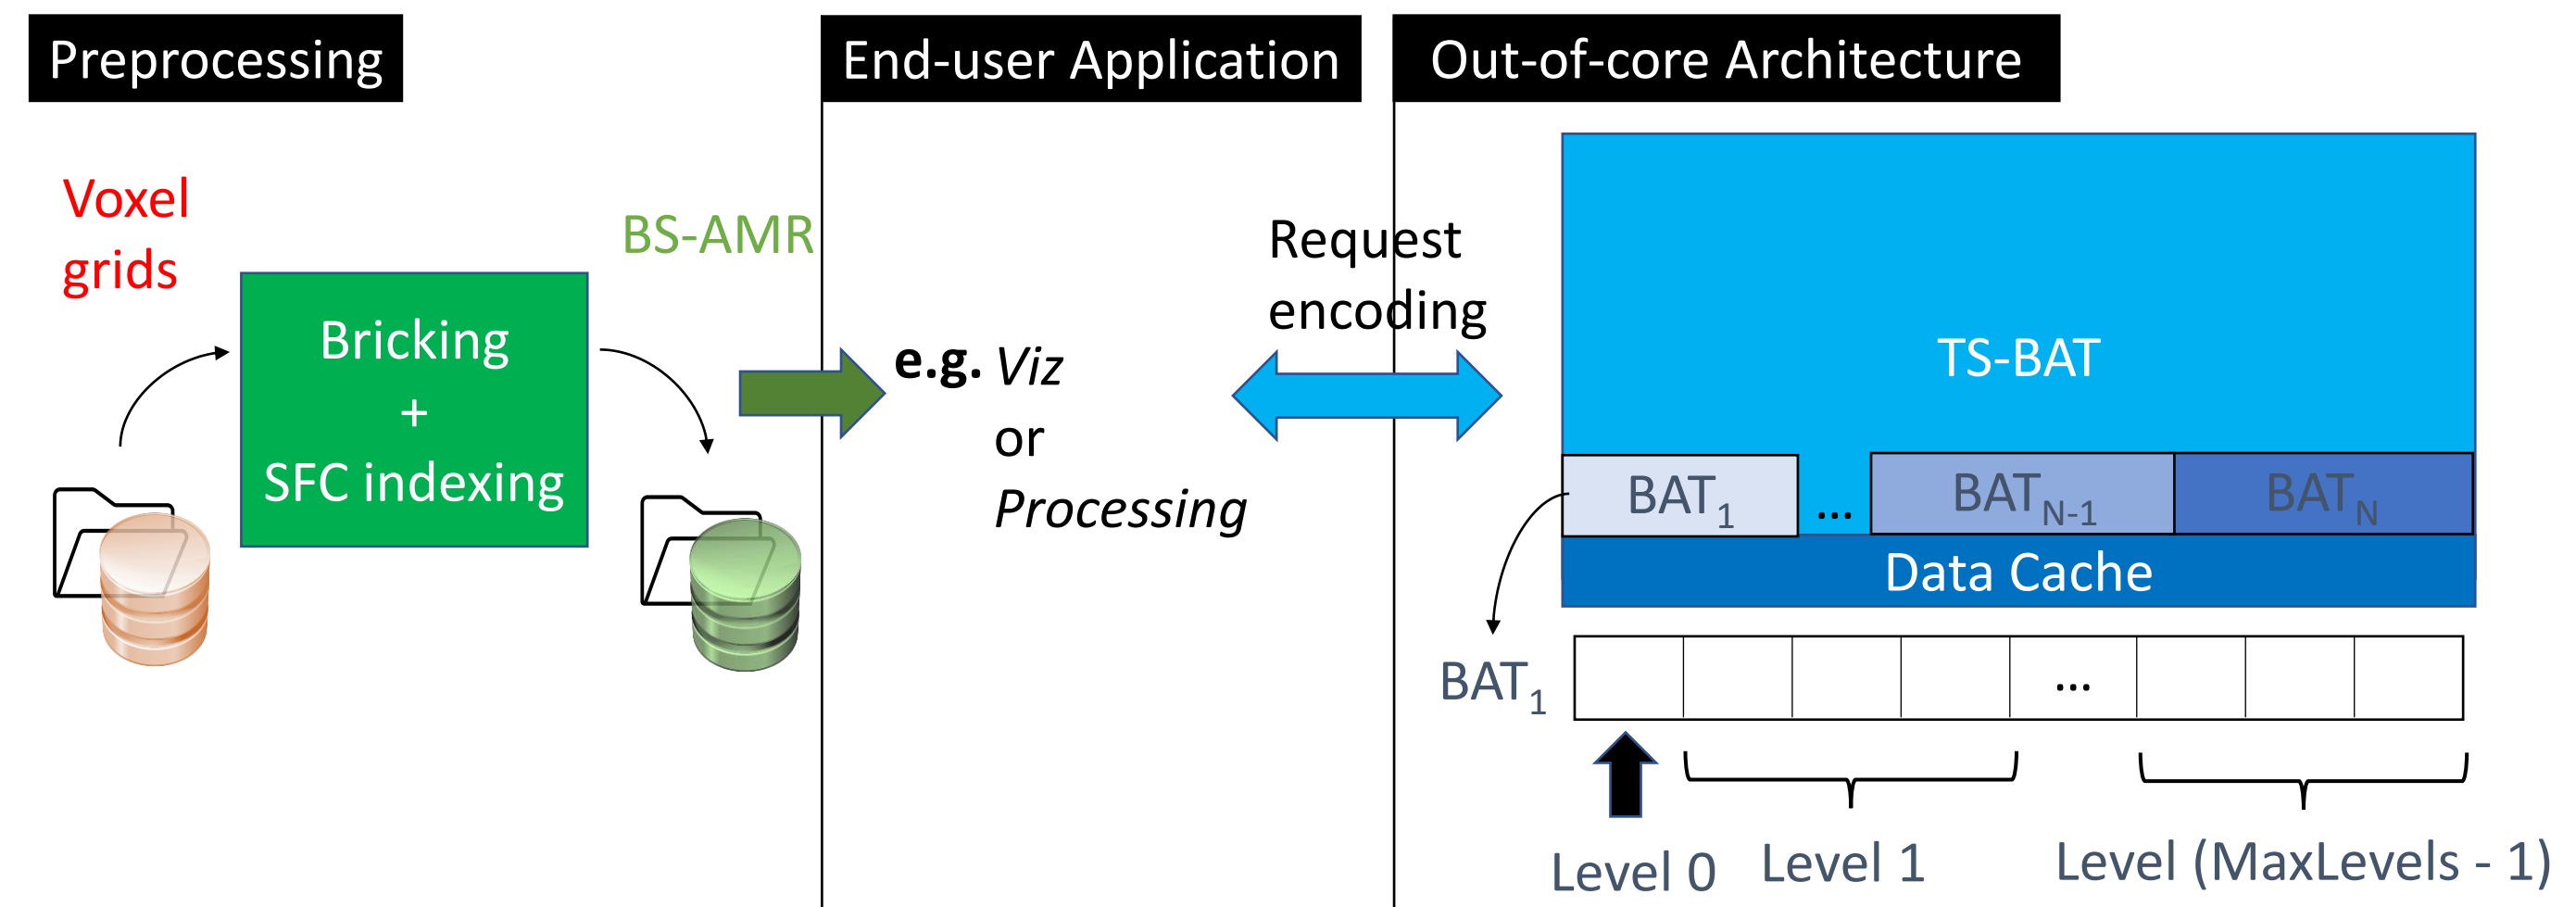 Preprocessing
End-user Application
Out-of-core Architecture
Voxel
grids
Bricking
+
SFC indexing
BS-AMR
e.g. Viz
or
Processing
Request
encoding
TS-BAT
BAT1 ... BATN-1 BATN
Data Cache
BAT1 ...
Level 0
Level 1
Level (MaxLevels - 1)